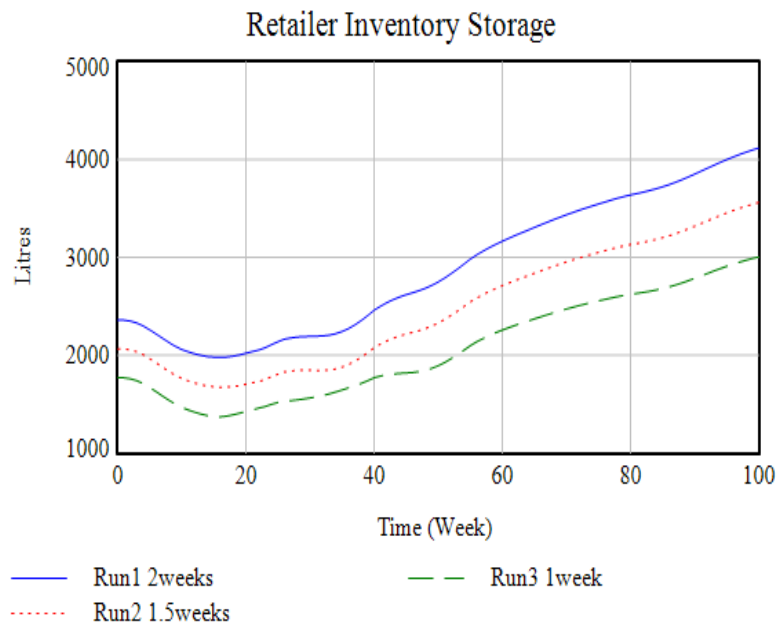 Retailer Inventory Storage
5000
4000
3000
2000
1000
Litres
0 20 40 60 80 100
Time (Week)
Run1 2weeks
Run2 1.5weeks
Run3 1week